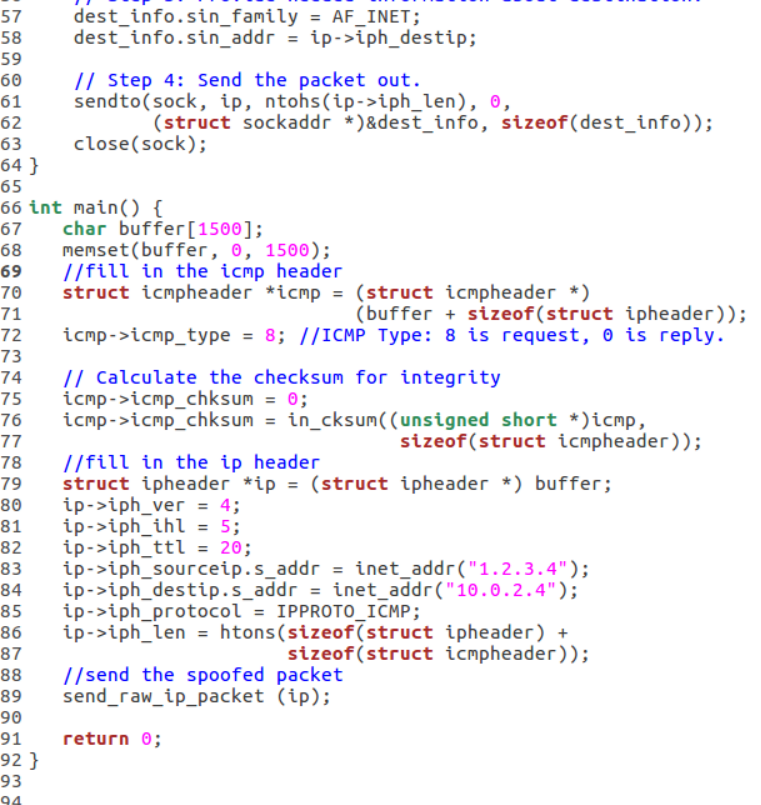 57 dest_info.sin_family = AF_INET;
58 dest_info.sin_addr = ip->iph_destip;
59
60 // Step 4: Send the packet out.
61 sendto(sock, ip, ntohs(ip->iph_len), 0,
62 (struct sockaddr *)&dest_info, sizeof(dest_info));
63 close(sock);
64 }
65
66 int main() {
67 char buffer[1500];
68 memset(buffer, 0, 1500);
69 //fill in the icmp header
70 struct icmpheader *icmp = (struct icmpheader *)
71 (buffer + sizeof(struct ipheader));
72 icmp->icmp_type = 8; //ICMP Type: 8 is request, 0 is reply.
73
74 // Calculate the checksum for integrity
75 icmp->icmp_chksum = 0;
76 icmp->icmp_chksum = in_cksum((unsigned short *)icmp,
77 sizeof(struct icmpheader));
78 //fill in the ip header
79 struct ipheader *ip = (struct ipheader *) buffer;
80 ip->iph_ver = 4;
81 ip->iph_ihl = 5;
82 ip->iph_ttl = 20;
83 ip->iph_sourceip.s_addr = inet_addr("1.2.3.4");
84 ip->iph_destip.s_addr = inet_addr("10.0.2.4");
85 ip->iph_protocol = IPPROTO_ICMP;
86 ip->iph_len = htons(sizeof(struct ipheader) +
87 sizeof(struct icmpheader));
88 //send the spoofed packet
89 send_raw_ip_packet (ip);
90
91 return 0;
92 }
93
94